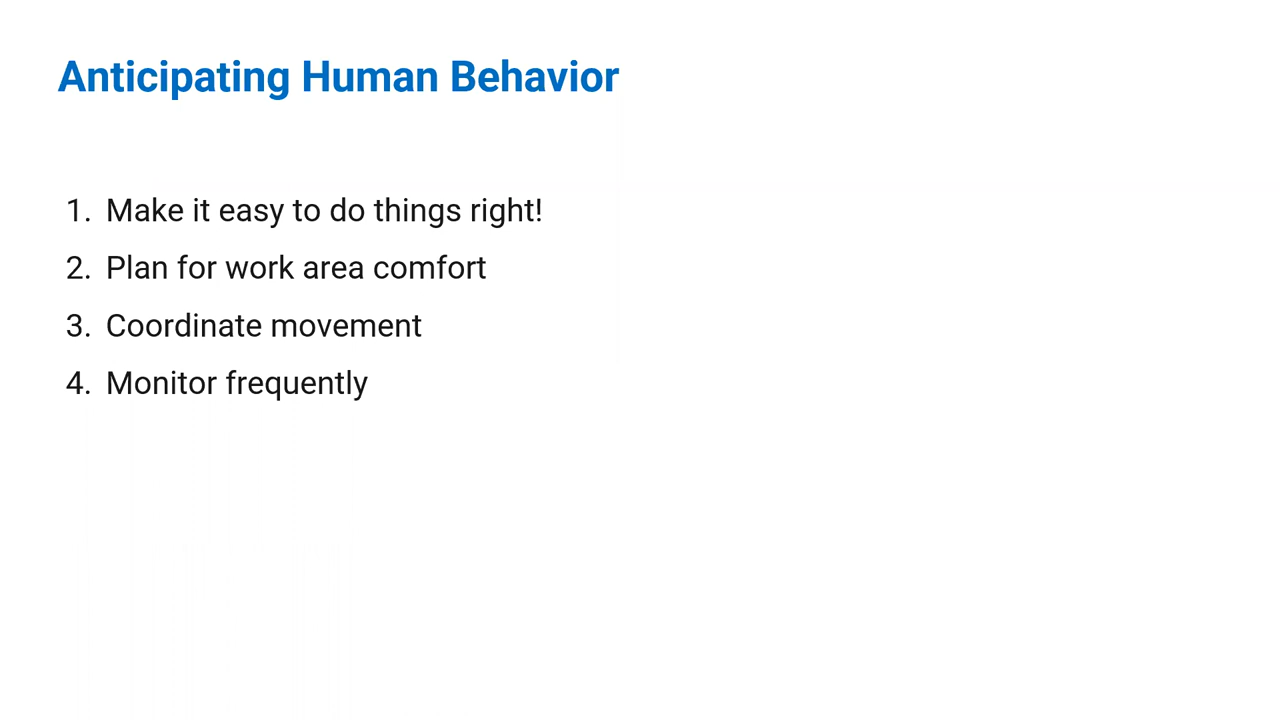 Anticipating Human Behavior
1. Make it easy to do things right!
2. Plan for work area comfort
3. Coordinate movement
4. Monitor frequently